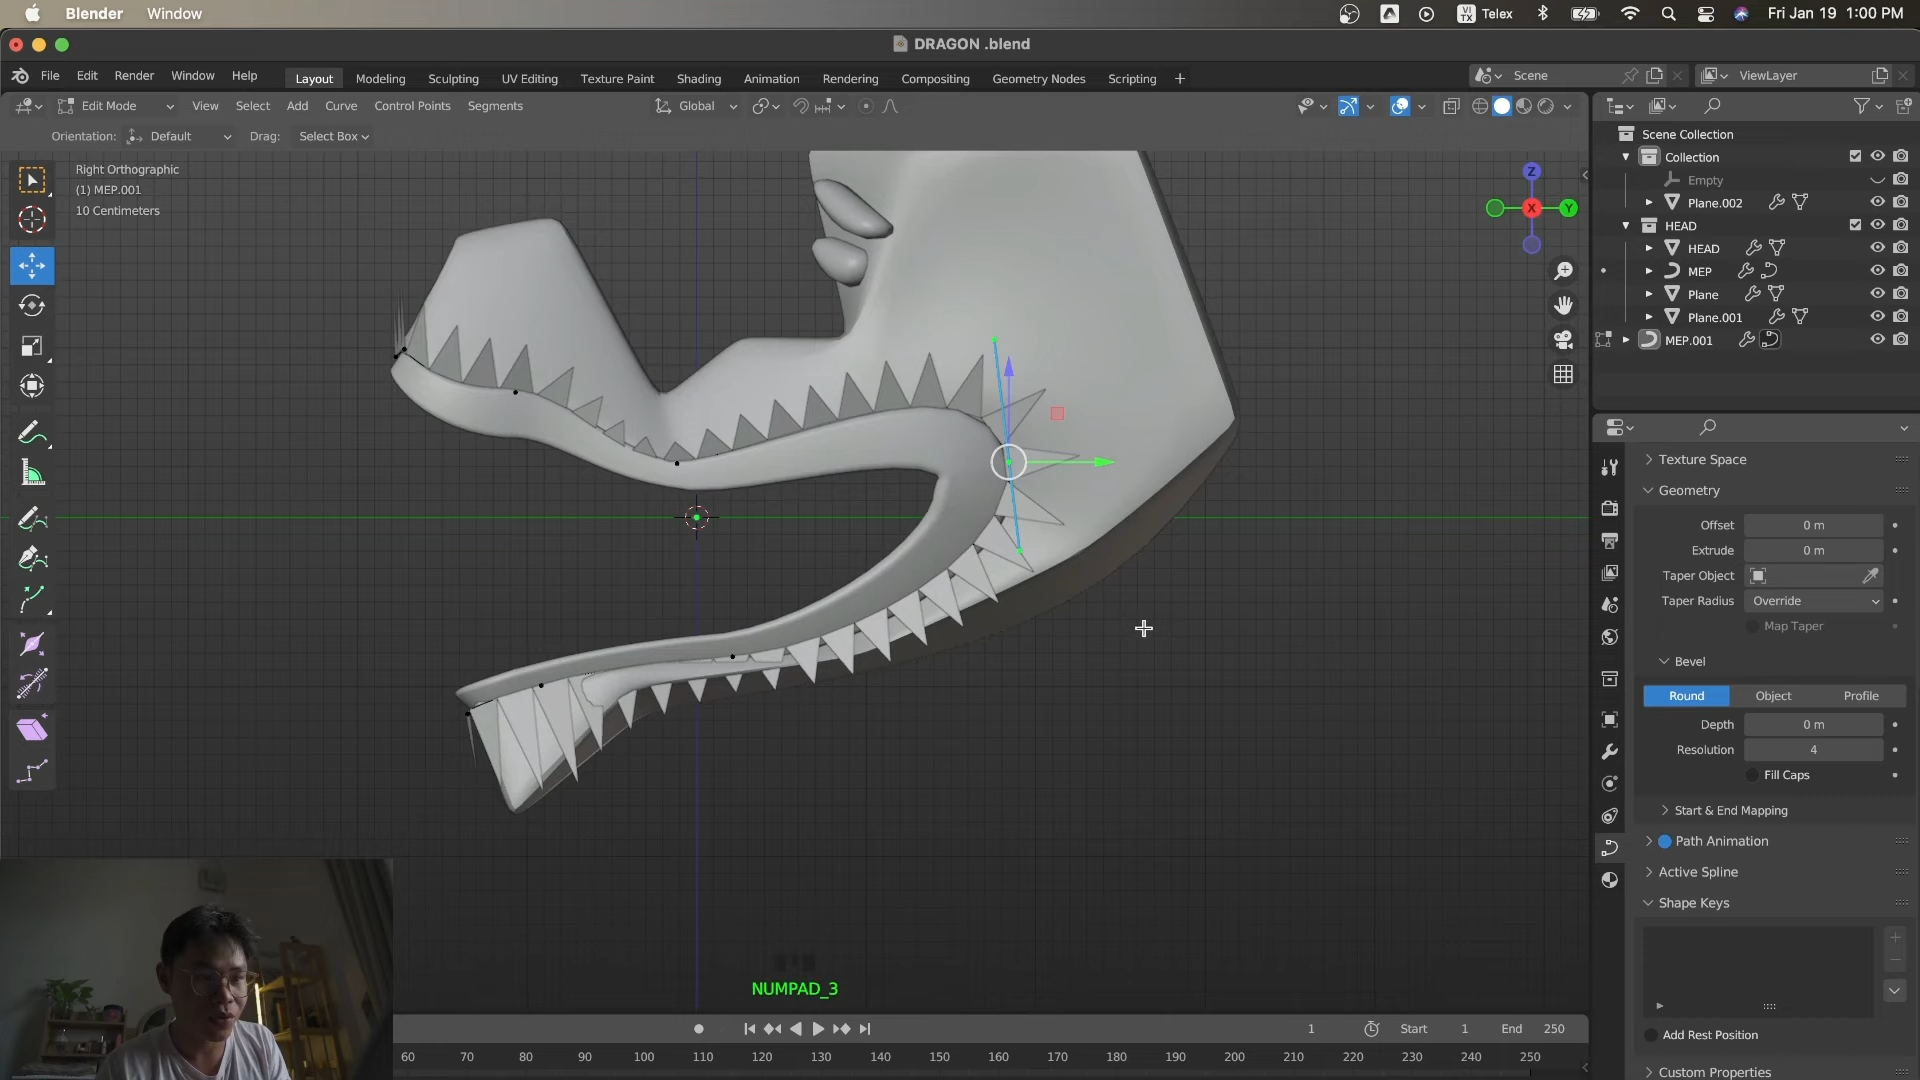 Blender Window
VI TX Telex Fri Jan 19 1:00 PM
DRAGON .blend
File Edit Render Window Help
Layout Modeling Sculpting UV Editing Texture Paint Shading Animation Rendering Compositing Geometry Nodes Scripting +
Scene ViewLayer
Edit Mode View Select Add Curve Control Points Segments Global
Orientation: Default Drag: Select Box
Right Orthographic
(1) MEP.001
10 Centimeters
Z
X
Y
Scene Collection
Collection
Empty
Plane.002
HEAD
HEAD
MEP
Plane
Plane.001
MEP.001
Texture Space
Geometry
Offset 0 m
Extrude 0 m
Taper Object
Taper Radius Override
Map Taper
Bevel
Round Object Profile
Depth 0 m
Resolution 4
Fill Caps
Start & End Mapping
Path Animation
Active Spline
Shape Keys
Add Rest Position
Custom Properties
NUMPAD_3
1 Start 1 End 250
60 70 80 90 100 110 120 130 140 150 160 170 180 190 200 210 220 230 240 250